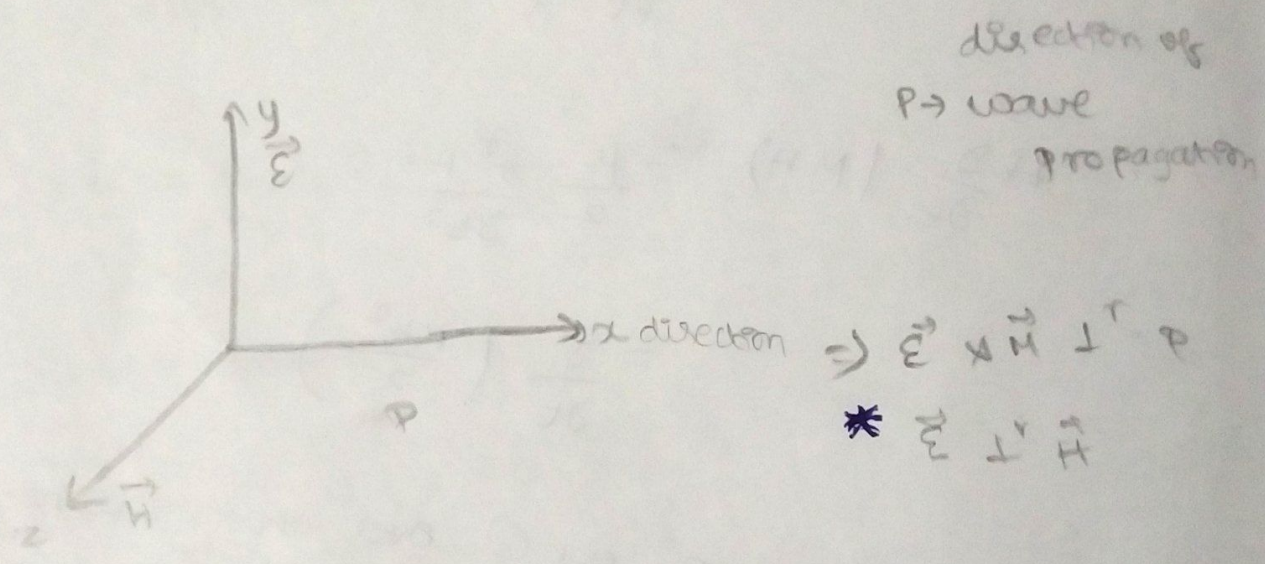 direction of
P → wave
propagation
y
ε⃗
x direction ⇒ ε⃗ × H⃗ ⊥r P
P
* ε⃗ ⊥r H⃗
H⃗
z